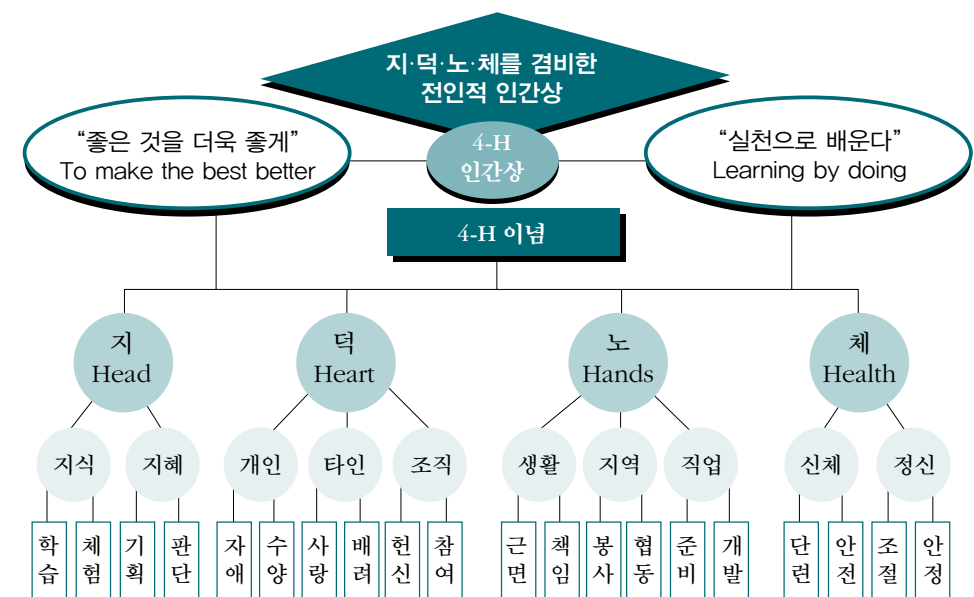 지·덕·노·체를 겸비한
전인적 인간상
“좋은 것을 더욱 좋게”
To make the best better
4-H
인간상
“실천으로 배운다”
Learning by doing
4-H 이념
지
Head
덕
Heart
노
Hands
체
Health
지식
지혜
개인
타인
조직
생활
지역
직업
신체
정신
학습
체험
기획
판단
자애
수양
사랑
배려
헌신
참여
근면
책임
봉사
협동
준비
개발
단련
안전
조절
안정